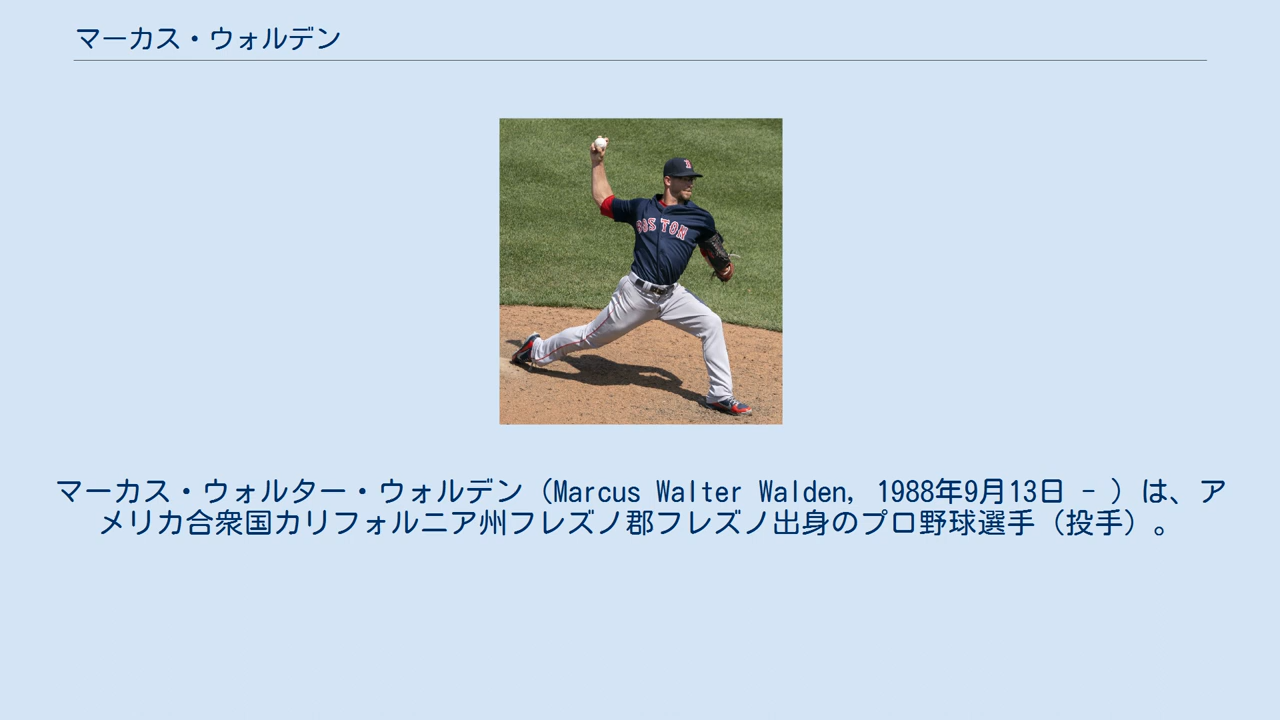 マーカス・ウォルデン
BOSTON
マーカス・ウォルター・ウォルデン（Marcus Walter Walden, 1988年9月13日 - ）は、ア
メリカ合衆国カリフォルニア州フレズノ郡フレズノ出身のプロ野球選手（投手）。